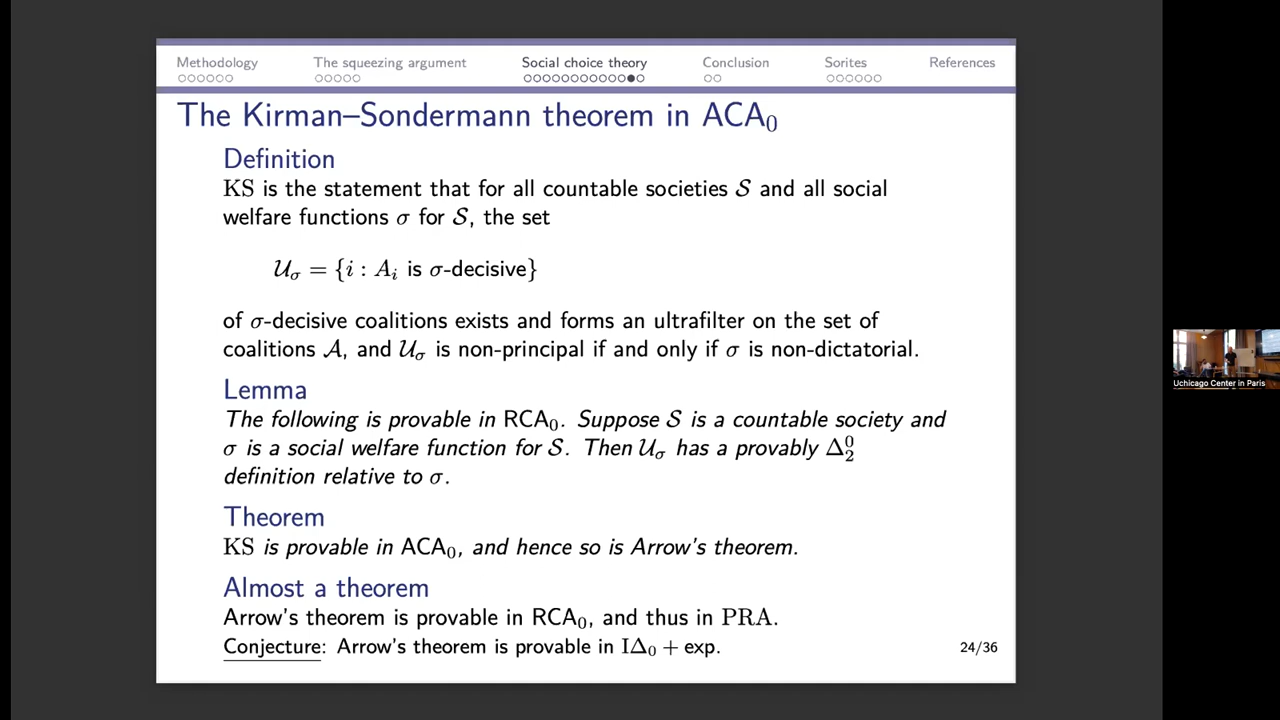 Methodology The squeezing argument Social choice theory Conclusion Sorites References
The Kirman–Sondermann theorem in ACA₀
Definition
KS is the statement that for all countable societies 𝒮 and all social
welfare functions σ for 𝒮, the set
𝒰σ = {i : Aᵢ is σ-decisive}
of σ-decisive coalitions exists and forms an ultrafilter on the set of
coalitions 𝒜, and 𝒰σ is non-principal if and only if σ is non-dictatorial.
Lemma
The following is provable in RCA₀. Suppose 𝒮 is a countable society and
σ is a social welfare function for 𝒮. Then 𝒰σ has a provably Δ⁰₂
definition relative to σ.
Theorem
KS is provable in ACA₀, and hence so is Arrow's theorem.
Almost a theorem
Arrow's theorem is provable in RCA₀, and thus in PRA.
Conjecture: Arrow's theorem is provable in IΔ₀ + exp.
24/36
Uchicago Center in Paris